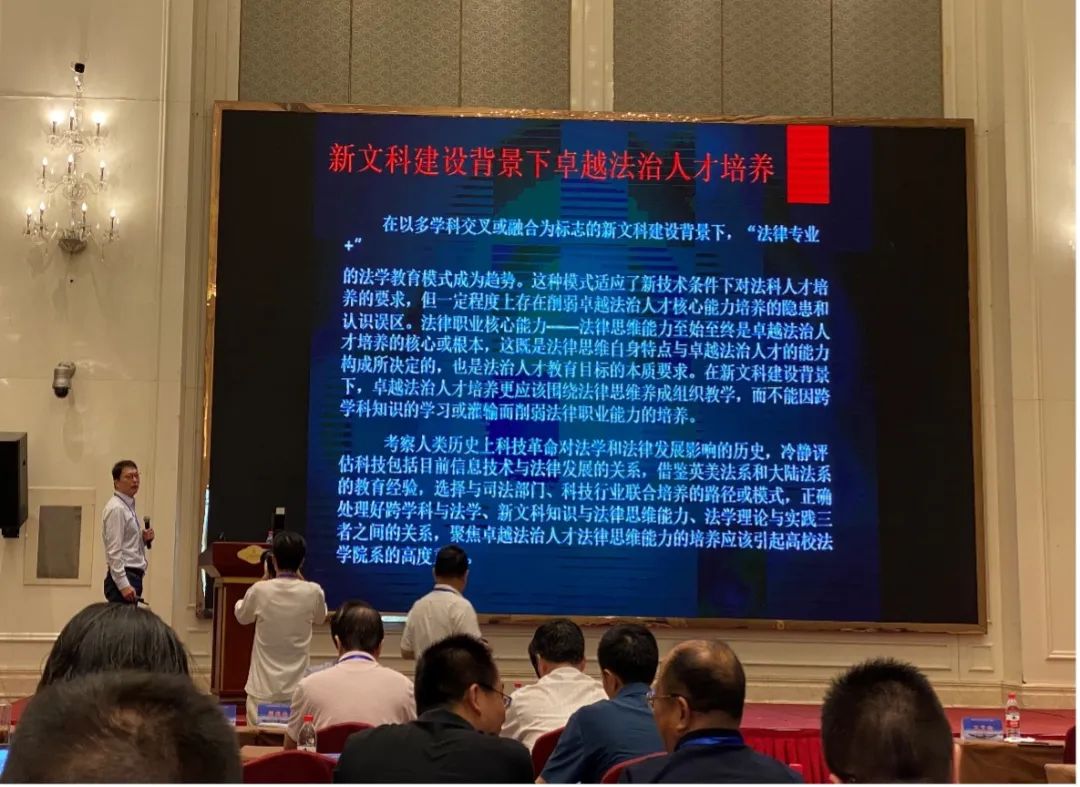 新文科建设背景下卓越法治人才培养
在以多学科交叉或融合为标志的新文科建设背景下，“法律专业
+”
的法学教育模式成为趋势。这种模式适应了新技术条件下对法科人才培
养的要求，但一定程度上存在削弱卓越法治人才核心能力培养的隐患和
认识误区。法律职业核心能力——法律思维能力至始至终是卓越法治人
才培养的核心或根本，这既是法律思维自身特点与卓越法治人才的能力
构成所决定的，也是法治人才教育目标的本质要求。在新文科建设背景
下，卓越法治人才培养更应该围绕法律思维养成组织教学，而不能因跨
学科知识的学习或灌输而削弱法律职业能力的培养。
考察人类历史上科技革命对法学和法律发展影响的历史，冷静评
估科技包括目前信息技术与法律发展的关系，借鉴英美法系和大陆法系
的教育经验，选择与司法部门、科技行业联合培养的路径或模式，正确
处理好跨学科与法学、新文科知识与法律思维能力、法学理论与实践三
者之间的关系，聚焦卓越法治人才法律思维能力的培养应该引起高校法
学院系的高度